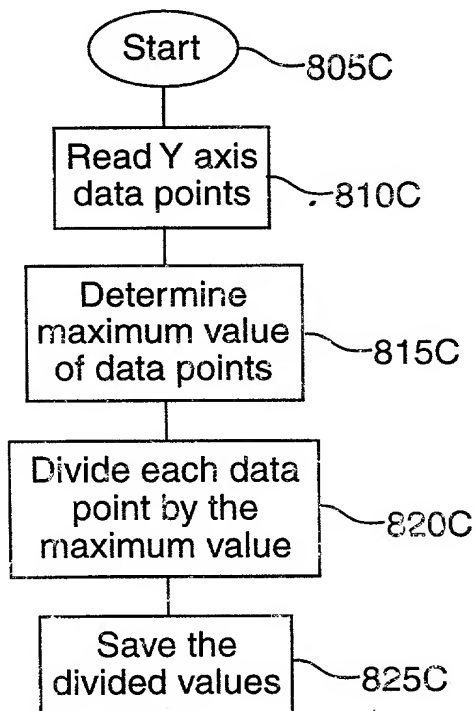 Start
805C
Read Y axis
data points
810C
Determine
maximum value
of data points
815C
Divide each data
point by the
maximum value
820C
Save the
divided values
825C